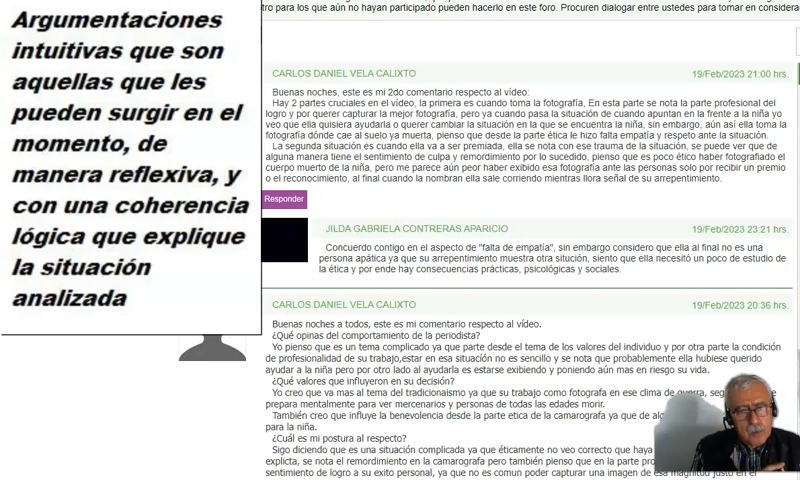 Argumentaciones
intuitivas que son
aquellas que les
pueden surgir en el
momento, de
manera reflexiva, y
con una coherencia
lógica que explique
la situación
analizada
tro para los que aún no hayan participado pueden hacerlo en este foro. Procuren dialogar entre ustedes para tomar en considera
CARLOS DANIEL VELA CALIXTO
19/Feb/2023 21:00 hrs.
Buenas noches, este es mi 2do comentario respecto al vídeo:
Hay 2 partes cruciales en el vídeo, la primera es cuando toma la fotografía, En esta parte se nota la parte profesional del
logro y por querer capturar la mejor fotografía, pero ya cuando pasa la situación de cuando apuntan en la frente a la niña yo
veo que ella quisiera ayudarla o querer cambiar la situación en la que se encuentra la niña, sin embargo, aún así ella toma la
fotografía dónde cae al suelo ya muerta, pienso que desde la parte ética le hizo falta empatía y respeto ante la situación.
La segunda situación es cuando ella va a ser premiada, ella se nota con ese trauma de la situación, se puede ver que de
alguna manera tiene el sentimiento de culpa y remordimiento por lo sucedido, pienso que es poco ético haber fotografiado el
cuerpo muerto de la niña, pero me parece aún peor haber exhibido esa fotografía ante las personas solo por recibir un premio
o el reconocimiento, al final cuando la nombran ella sale corriendo mientras llora señal de su arrepentimiento.
Responder
JILDA GABRIELA CONTRERAS APARICIO
19/Feb/2023 23:21 hrs.
Concuerdo contigo en el aspecto de "falta de empatía", sin embargo considero que ella al final no es una
persona apática ya que su arrepentimiento muestra otra situción, siento que ella necesitó un poco de estudio de
la ética y por ende hay consecuencias prácticas, psicológicas y sociales.
CARLOS DANIEL VELA CALIXTO
19/Feb/2023 20:36 hrs.
Buenas noches a todos, este es mi comentario respecto al vídeo.
¿Qué opinas del comportamiento de la periodista?
Yo pienso que es un tema complicado ya que parte desde el tema de los valores del individuo y por otra parte la condición
de profesionalidad de su trabajo,estar en esa situación no es sencillo y se nota que probablemente ella hubiese querido
ayudar a la niña pero por otro lado al ayudarla es estarse exibiendo y poniendo aún mas en riesgo su vida.
¿Qué valores que influyeron en su decisión?
Yo creo que va mas al tema del tradicionaismo ya que su trabajo como fotografa en ese clima de
prepara mentalmente para ver mercenarios y personas de todas las edades morir.
También creo que influye la benevolencia desde la parte etica de la camarografa ya que de
para la niña.
¿Cuál es mi postura al respecto?
Sigo diciendo que es una situación complicada ya que éticamente no veo correcto que haya
explicta, se nota el remordimiento en la camarografa pero también pienso que en la parte
sentimiento de logro a su exito personal, ya que no es comun poder capturar una imagen de esa magnitud justo en el